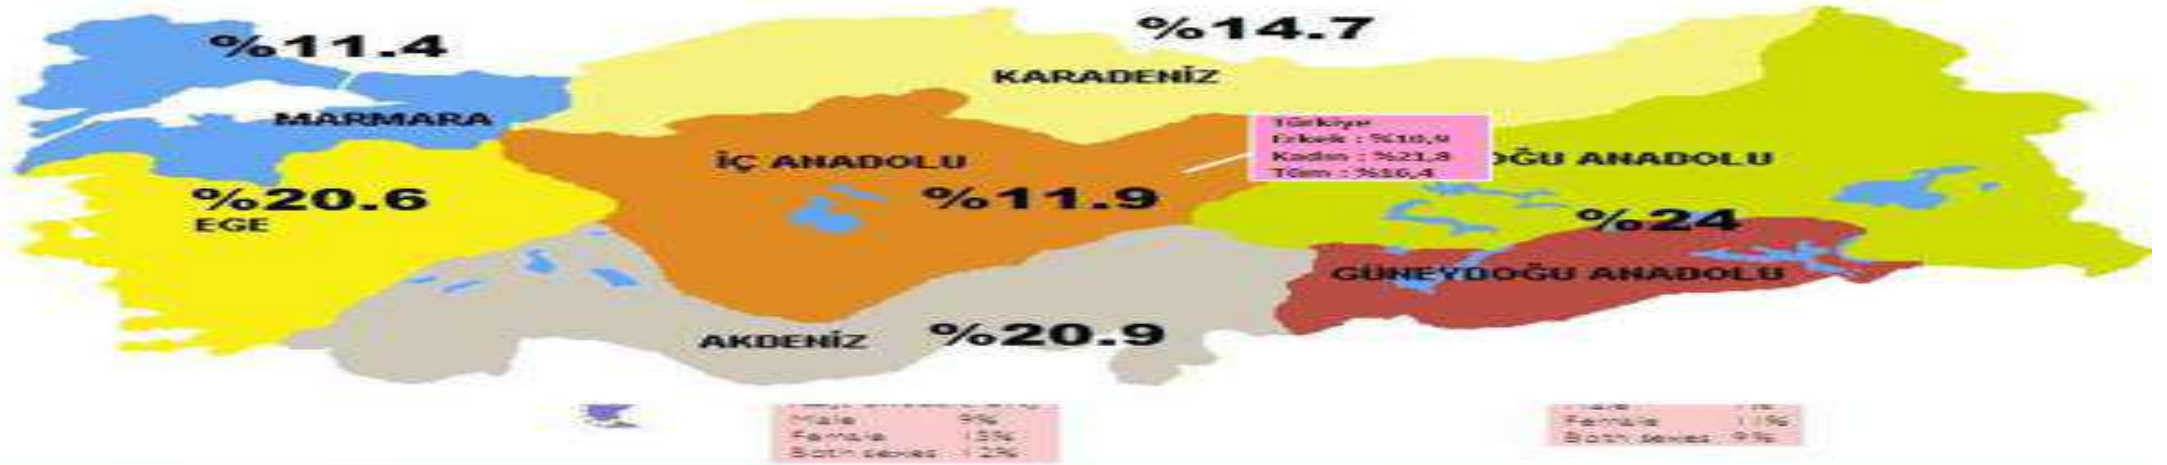 %11.4
%14.7
KARADENİZ
MARMARA
Türkiye
Erkek : %10,9
Kadın : %21,8
Tüm : %16,4
İÇ ANADOLU
OĞU ANADOLU
%20.6
%11.9
EGE
%24
GÜNEYDOĞU ANADOLU
AKDENİZ
%20.9
Male 9%
Female 15%
Both sexes 12%
Female 11%
Both sexes 9%